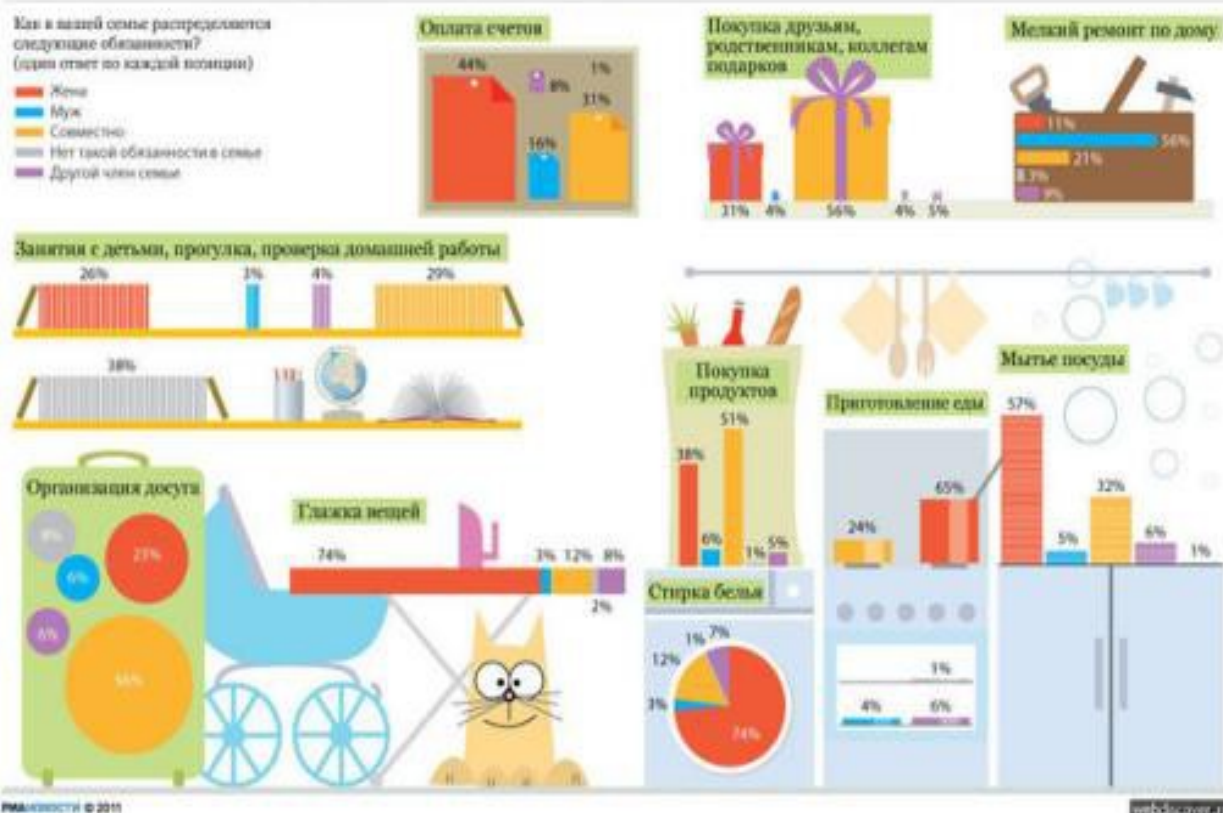 Как в вашей семье распределяются
следующие обязанности?
(один ответ по каждой позиции)
Жена
Муж
Совместно
Нет такой обязанности в семье
Другой член семьи
Оплата счетов
44%
8%
1%
16%
31%
Покупка друзьям,
родственникам, коллегам
подарков
31% 4% 56% 4% 5%
Мелкий ремонт по дому
11%
56%
21%
3%
9%
Занятия с детьми, прогулка, проверка домашней работы
26% 3% 4% 29%
38%
Организация досуга
23%
6%
6%
Глажка вещей
74% 3% 12% 8%
2%
Покупка
продуктов
51%
38%
6%
1%
5%
Стирка белья
1% 7%
12%
3%
74%
Приготовление еды
65%
24%
1%
4% 6%
Мытье посуды
57%
5%
32%
6%
1%
РИАНОВОСТИ © 2011